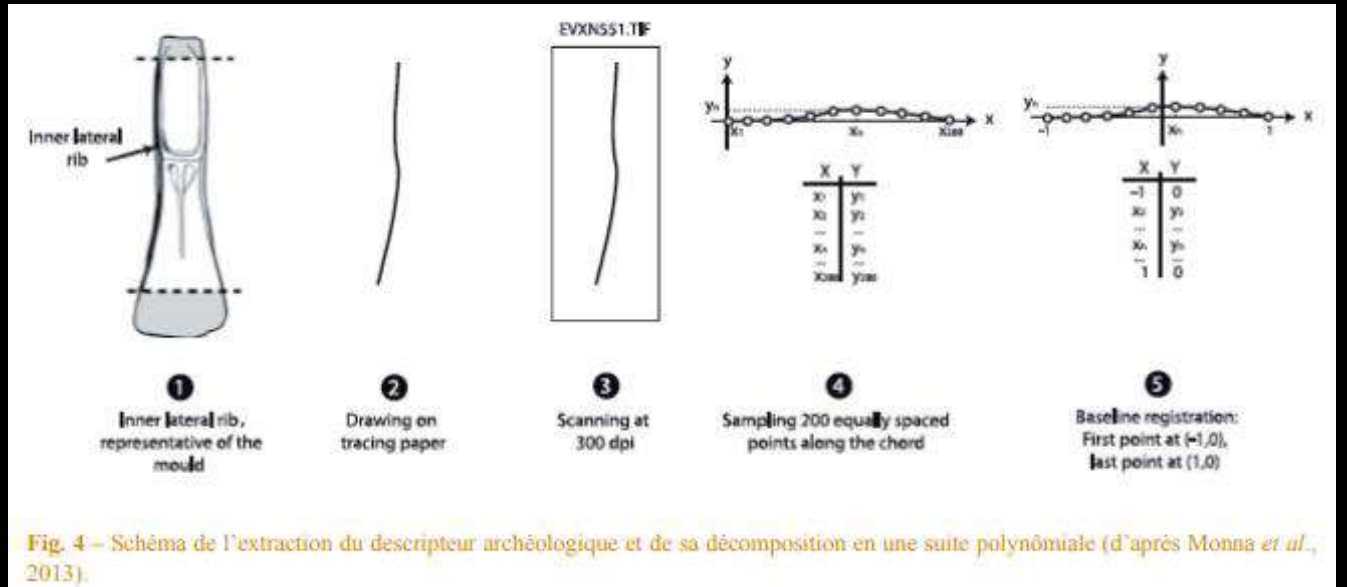 EVXN551.TIF
Inner lateral
rib
y
yn
x
x1
xn
x200
X Y
x1 y1
x2 y2
... ...
xn yn
... ...
x200 y200
y
yn
x
-1
xn
1
X Y
-1 0
x2 y2
... ...
xn yn
... ...
1 0
1
Inner lateral rib,
representative of the
mould
2
Drawing on
tracing paper
3
Scanning at
300 dpi
4
Sampling 200 equally spaced
points along the chord
5
Baseline registration:
First point at (-1,0),
last point at (1,0)
Fig. 4 – Schéma de l'extraction du descripteur archéologique et de sa décomposition en une suite polynômiale (d'après Monna et al.,
2013).